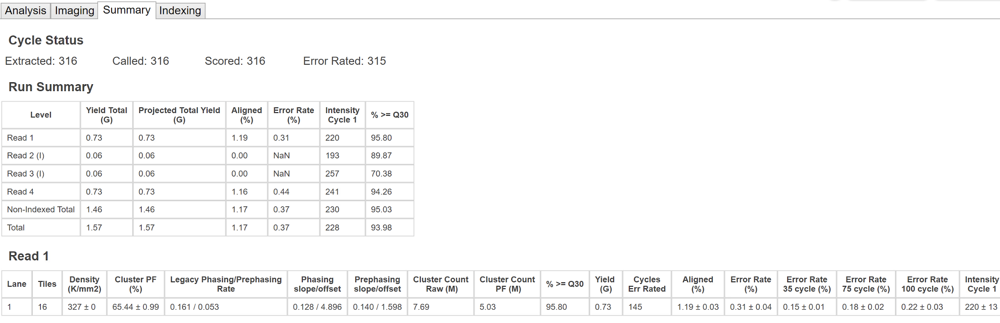 Analysis Imaging Summary Indexing
Cycle Status
Extracted: 316 Called: 316 Scored: 316 Error Rated: 315
Run Summary
Level Yield Total (G) Projected Total Yield (G) Aligned (%) Error Rate (%) Intensity Cycle 1 % >= Q30
Read 1 0.73 0.73 1.19 0.31 220 95.80
Read 2 (I) 0.06 0.06 0.00 NaN 193 89.87
Read 3 (I) 0.06 0.06 0.00 NaN 257 70.38
Read 4 0.73 0.73 1.16 0.44 241 94.26
Non-Indexed Total 1.46 1.46 1.17 0.37 230 95.03
Total 1.57 1.57 1.17 0.37 228 93.98
Read 1
Lane Tiles Density (K/mm2) Cluster PF (%) Legacy Phasing/Prephasing Rate Phasing slope/offset Prephasing slope/offset Cluster Count Raw (M) Cluster Count PF (M) % >= Q30 Yield (G) Cycles Err Rated Aligned (%) Error Rate (%) Error Rate 35 cycle (%) Error Rate 75 cycle (%) Error Rate 100 cycle (%) Intensity Cycle 1
1 16 327 ± 0 65.44 ± 0.99 0.161 / 0.053 0.128 / 4.896 0.140 / 1.598 7.69 5.03 95.80 0.73 145 1.19 ± 0.03 0.31 ± 0.04 0.15 ± 0.01 0.18 ± 0.02 0.22 ± 0.03 220 ± 13